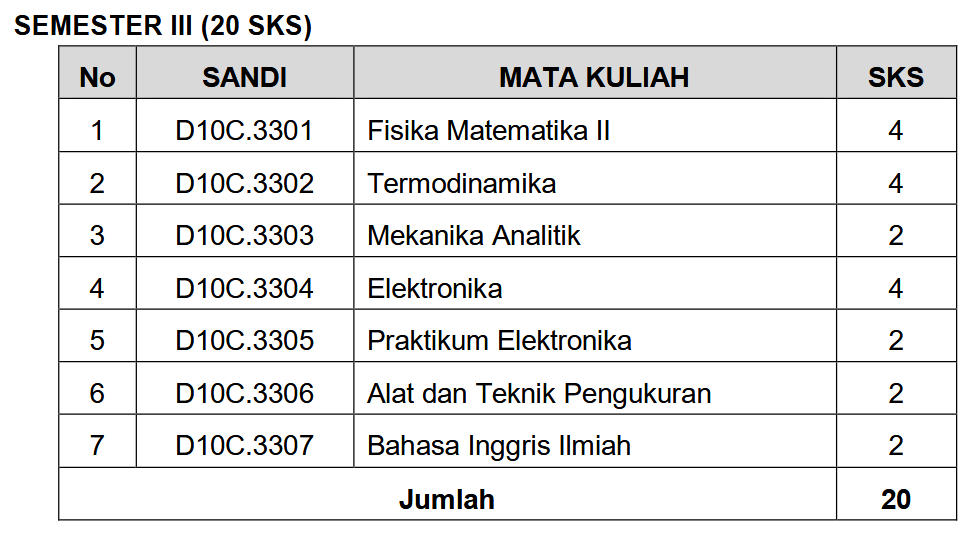 SEMESTER III (20 SKS)
No SANDI MATA KULIAH SKS
1 D10C.3301 Fisika Matematika II 4
2 D10C.3302 Termodinamika 4
3 D10C.3303 Mekanika Analitik 2
4 D10C.3304 Elektronika 4
5 D10C.3305 Praktikum Elektronika 2
6 D10C.3306 Alat dan Teknik Pengukuran 2
7 D10C.3307 Bahasa Inggris Ilmiah 2
Jumlah 20